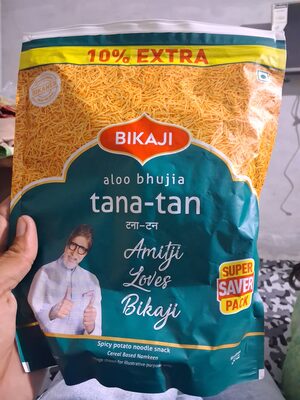 10% EXTRA
BIKAJI
aloo bhujia
tana-tan
टना-टन
Amitji
Loves
Bikaji
SUPER
SAVER
PACK
Spicy potato noodle snack
Cereal Based Namkeen